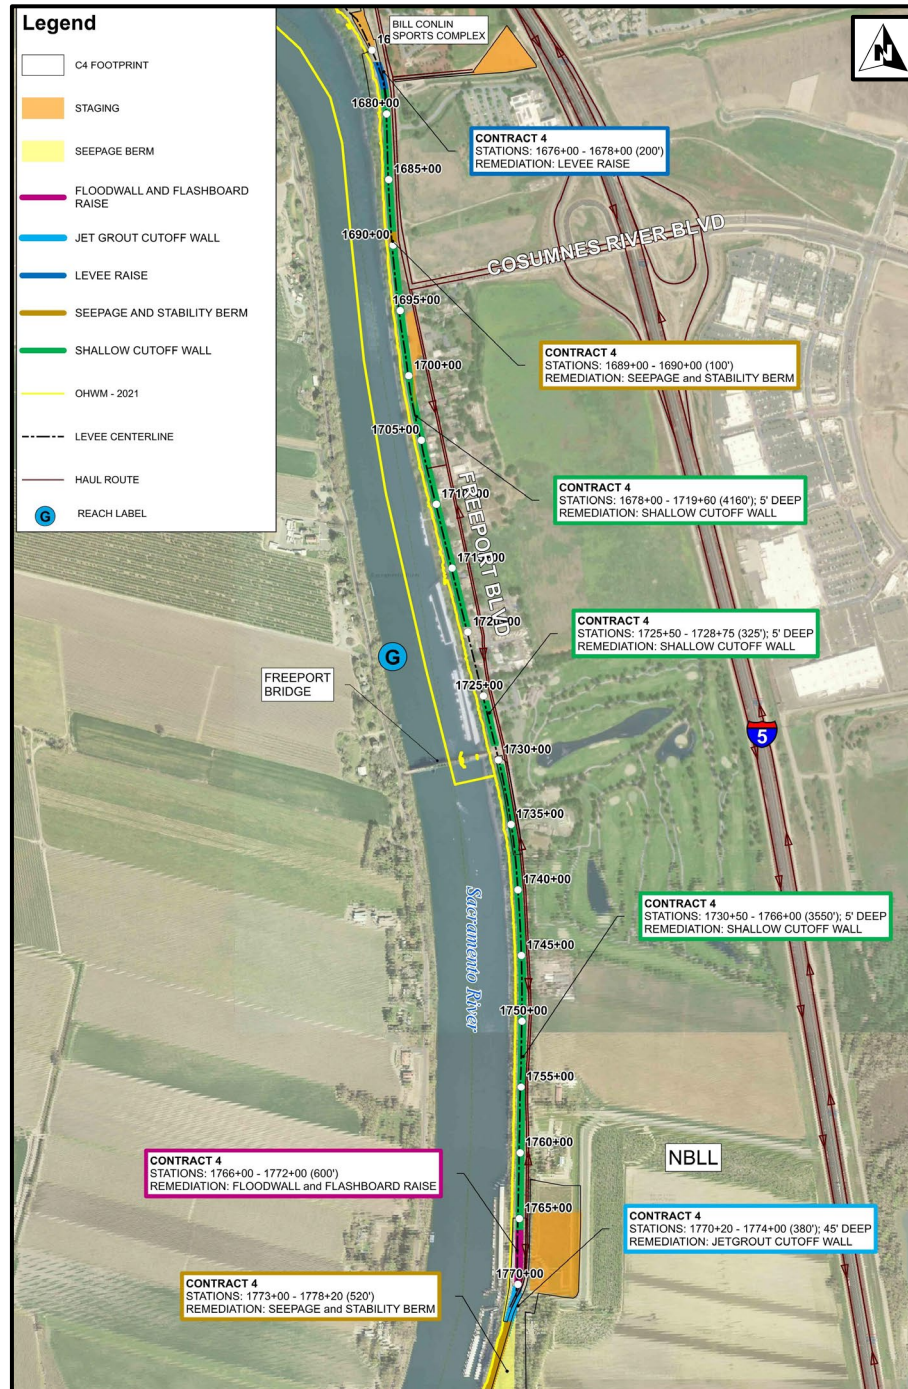 Legend
C4 FOOTPRINT
STAGING
SEEPAGE BERM
FLOODWALL AND FLASHBOARD
RAISE
JET GROUT CUTOFF WALL
LEVEE RAISE
SEEPAGE AND STABILITY BERM
SHALLOW CUTOFF WALL
OHWM - 2021
LEVEE CENTERLINE
HAUL ROUTE
G
REACH LABEL
BILL CONLIN
SPORTS COMPLEX
N
1680+00
CONTRACT 4
STATIONS: 1676+00 - 1678+00 (200')
REMEDIATION: LEVEE RAISE
1685+00
1690+00
COSUMNES RIVER BLVD
1695+00
CONTRACT 4
STATIONS: 1689+00 - 1690+00 (100')
REMEDIATION: SEEPAGE and STABILITY BERM
1700+00
1705+00
FREEPORT BLVD
CONTRACT 4
STATIONS: 1678+00 - 1719+60 (4160'); 5' DEEP
REMEDIATION: SHALLOW CUTOFF WALL
1710+00
1715+00
1720+00
CONTRACT 4
STATIONS: 1725+50 - 1728+75 (325'); 5' DEEP
REMEDIATION: SHALLOW CUTOFF WALL
G
FREEPORT
BRIDGE
1725+00
5
1730+00
1735+00
1740+00
Sacramento River
CONTRACT 4
STATIONS: 1730+50 - 1766+00 (3550'); 5' DEEP
REMEDIATION: SHALLOW CUTOFF WALL
1745+00
1750+00
1755+00
1760+00
NBLL
CONTRACT 4
STATIONS: 1766+00 - 1772+00 (600')
REMEDIATION: FLOODWALL and FLASHBOARD RAISE
1765+00
CONTRACT 4
STATIONS: 1770+20 - 1774+00 (380'); 45' DEEP
REMEDIATION: JETGROUT CUTOFF WALL
1770+00
CONTRACT 4
STATIONS: 1773+00 - 1778+20 (520')
REMEDIATION: SEEPAGE and STABILITY BERM